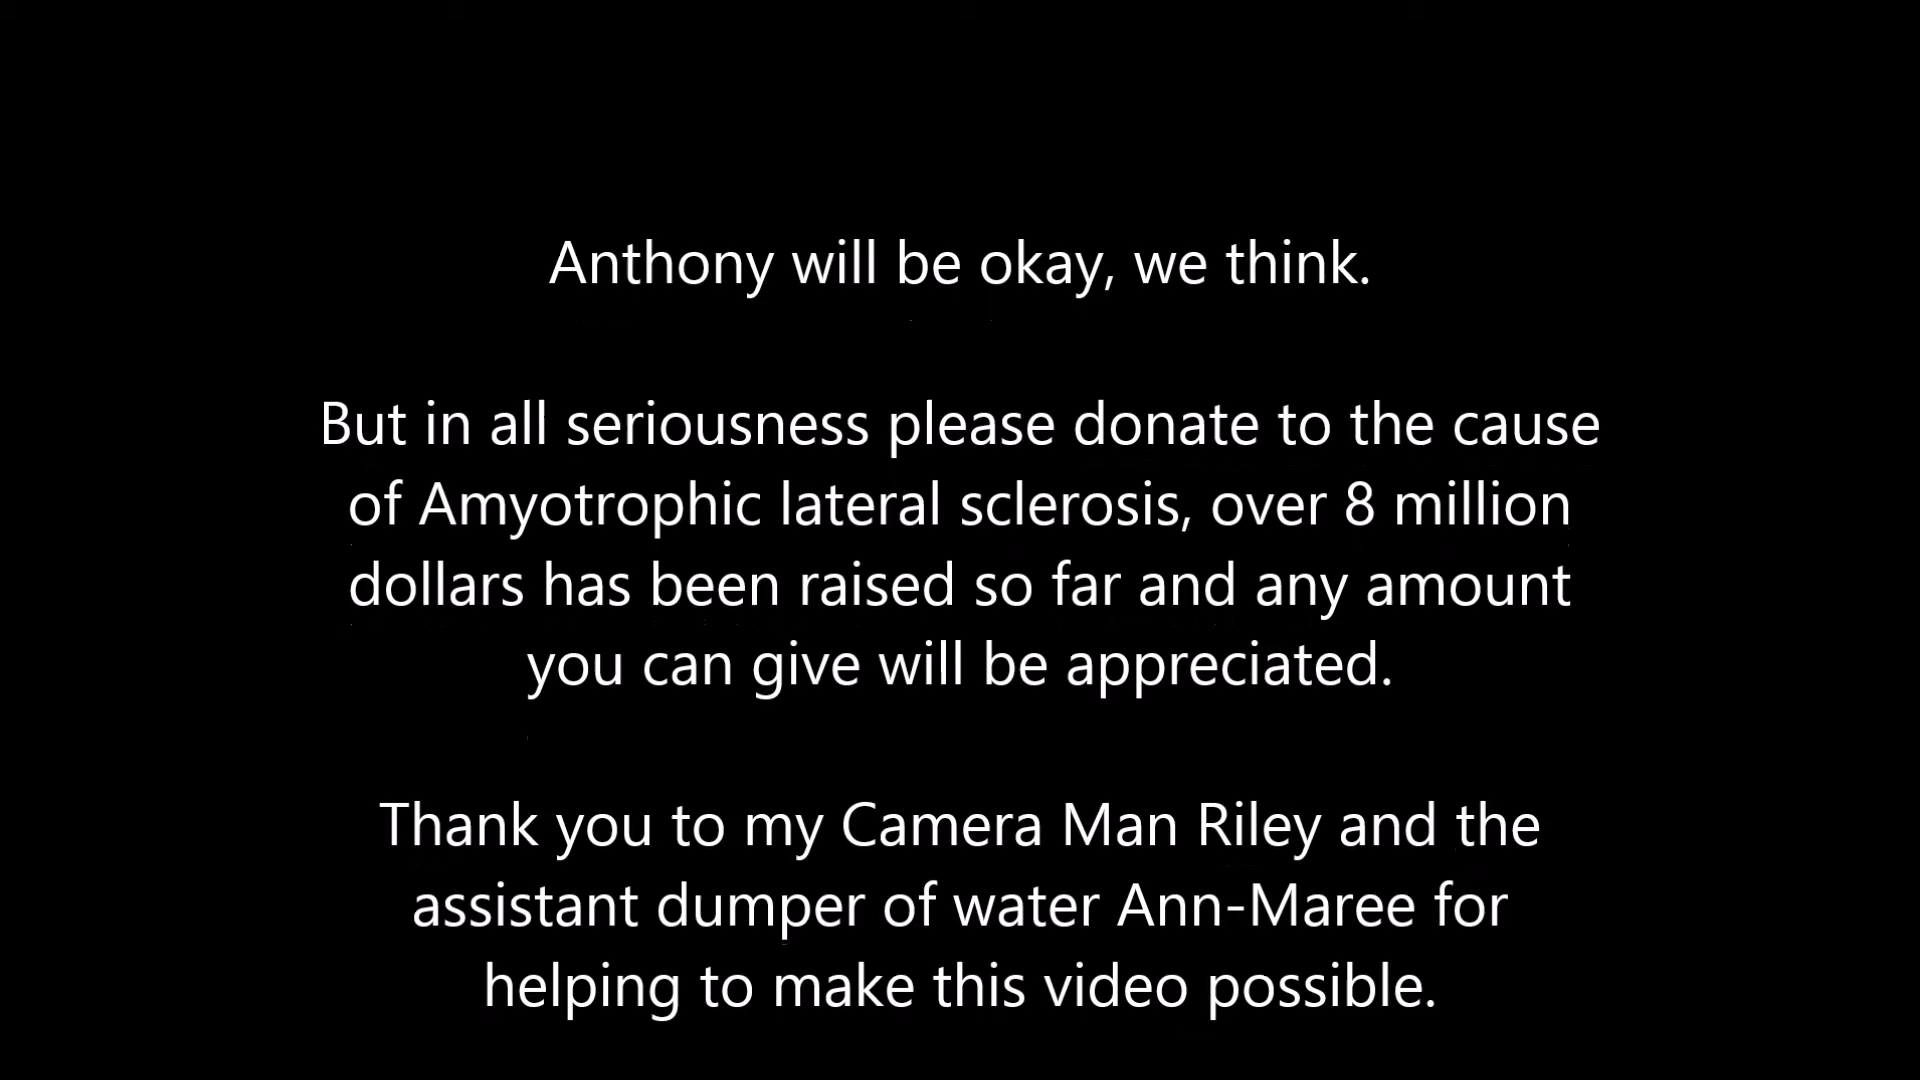 Anthony will be okay, we think.
But in all seriousness please donate to the cause
of Amyotrophic lateral sclerosis, over 8 million
dollars has been raised so far and any amount
you can give will be appreciated.
Thank you to my Camera Man Riley and the
assistant dumper of water Ann-Maree for
helping to make this video possible.